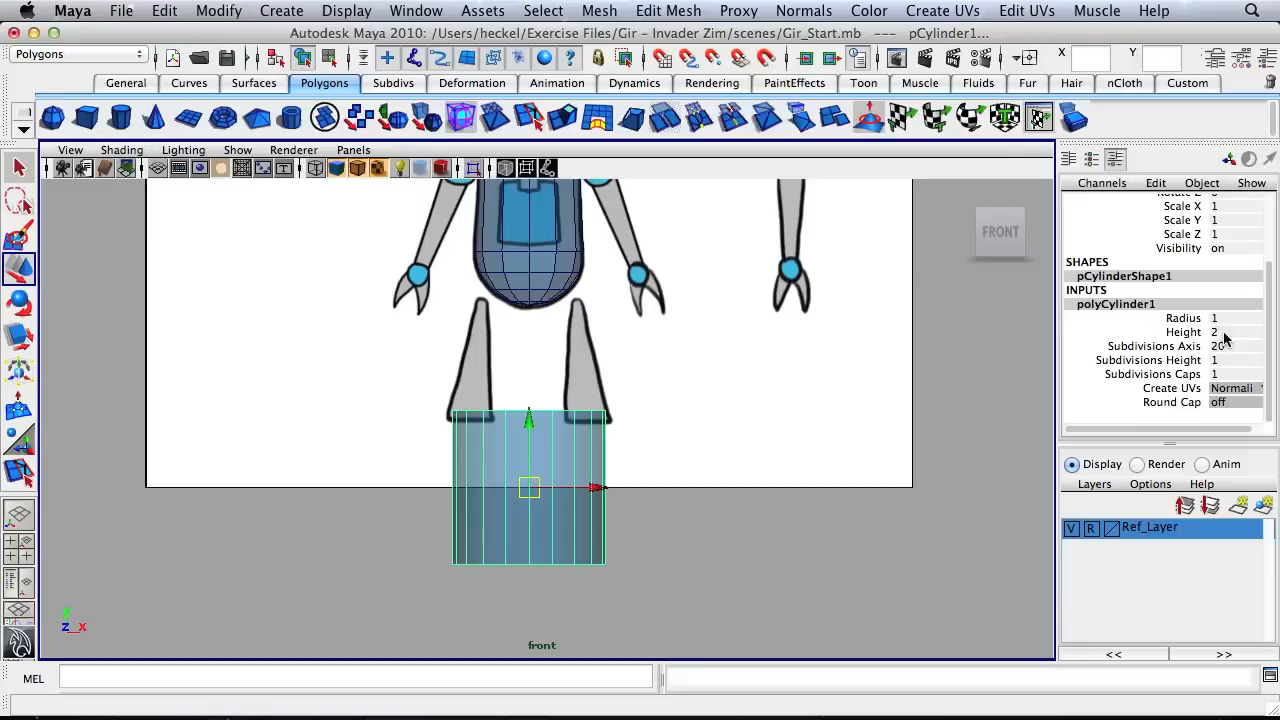 Maya File Edit Modify Create Display Window Assets Select Mesh Edit Mesh Proxy Normals Color Create UVs Edit UVs Muscle Help
Autodesk Maya 2010: /Users/heckel/Exercise Files/Gir - Invader Zim/scenes/Gir_Start.mb --- pCylinder1...
Polygons X Y
General Curves Surfaces Polygons Subdivs Deformation Animation Dynamics Rendering PaintEffects Toon Muscle Fluids Fur Hair nCloth Custom
View Shading Lighting Show Renderer Panels
Channels Edit Object Show
Scale X 1
Scale Y 1
Scale Z 1
Visibility on
SHAPES
pCylinderShape1
INPUTS
polyCylinder1
Radius 1
Height 2
Subdivisions Axis 20
Subdivisions Height 1
Subdivisions Caps 1
Create UVs Normali
Round Cap off
FRONT
Display Render Anim
Layers Options Help
V R Ref_Layer
<< >>
y
z x
front
MEL